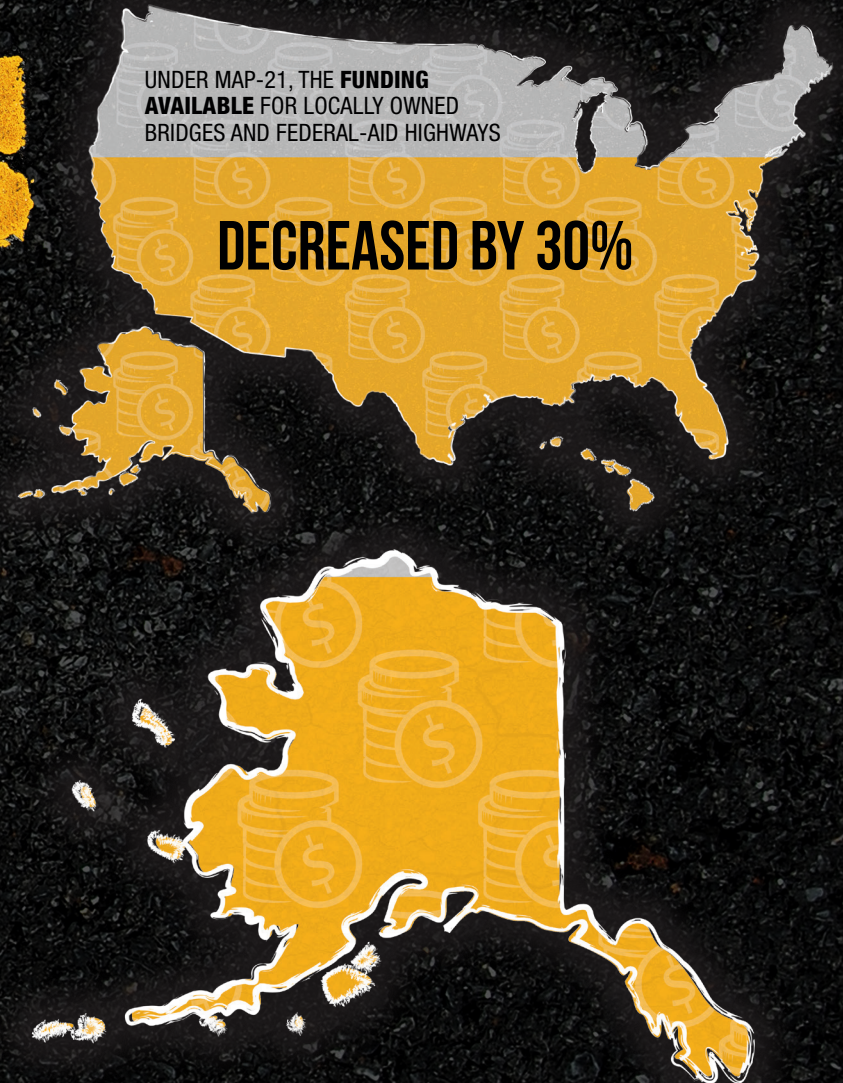 UNDER MAP-21, THE FUNDING
AVAILABLE FOR LOCALLY OWNED
BRIDGES AND FEDERAL-AID HIGHWAYS
DECREASED BY 30%